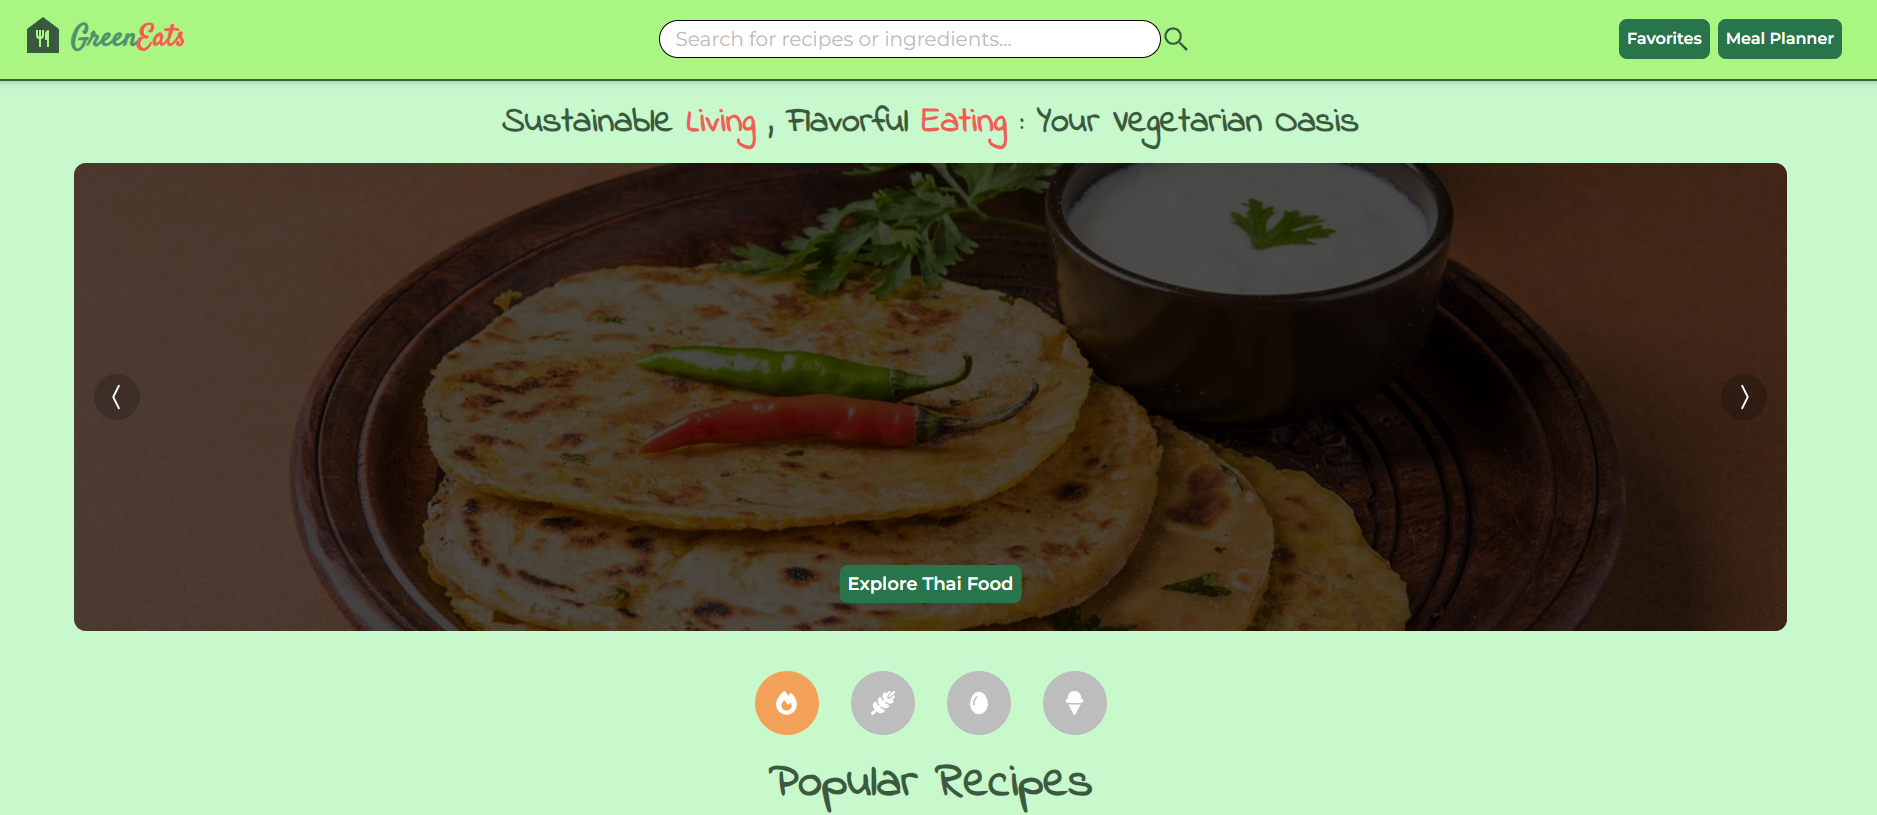 GreenEats
Search for recipes or ingredients...
Favorites
Meal Planner
Sustainable Living , Flavorful Eating : Your Vegetarian Oasis
Explore Thai Food
Popular Recipes